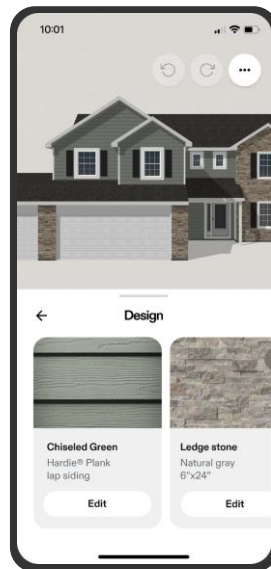 10:01
Design
Chiseled Green
Hardie® Plank
lap siding
Edit
Ledge stone
Natural gray
6"x24"
Edit